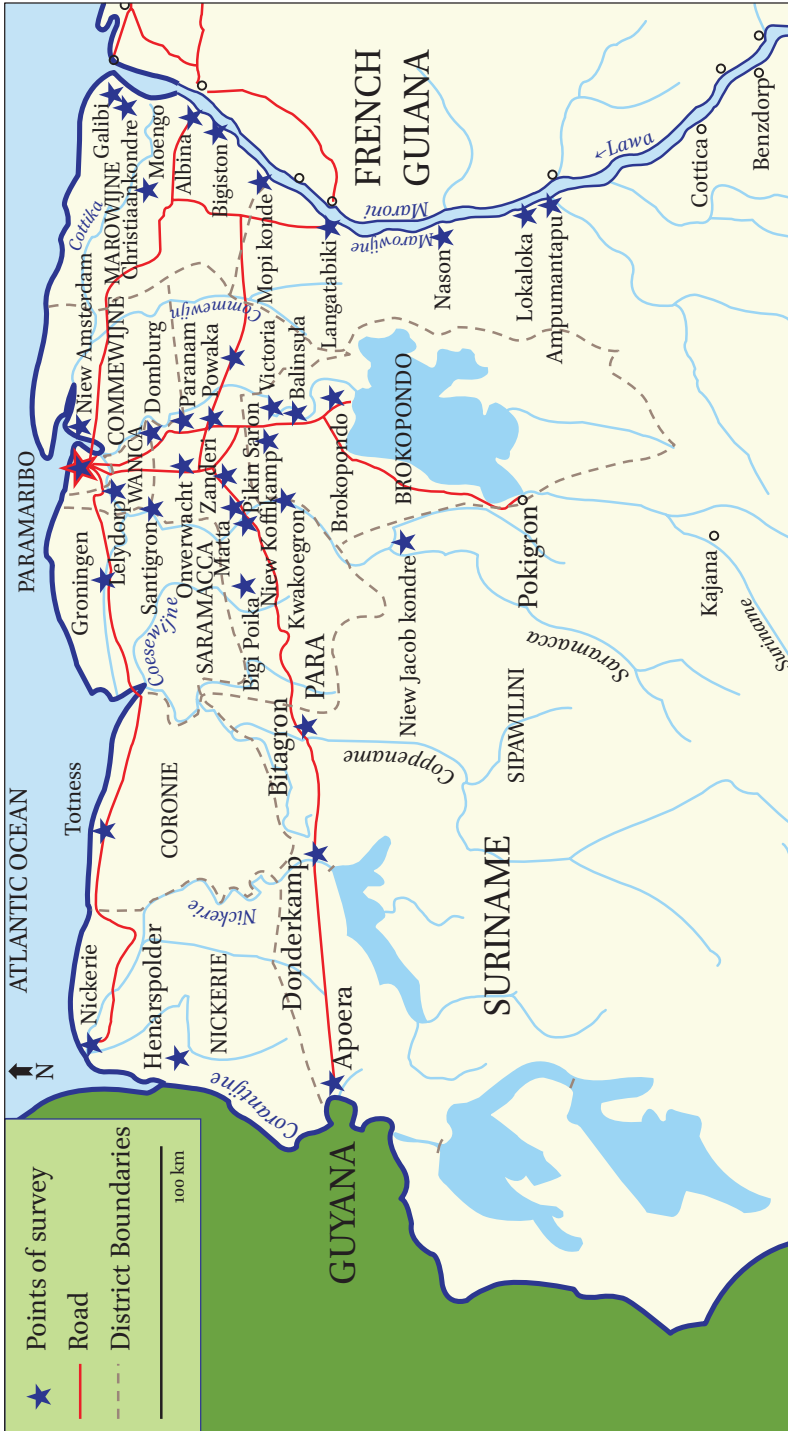 Points of survey
Road
District Boundaries
100 km
N
ATLANTIC OCEAN
PARAMARIBO
Nickerie
Totness
Groningen
Niew Amsterdam
Cottika
Galibi
Christiaankondre
MAROWIJNE
Moengo
COMMEWIJNE
Lelydorp
WANICA
Domburg
Albina
Henarspolder
Santigron
Coesewijne
Onverwacht
Paranam
Bigiston
NICKERIE
CORONIE
SARAMACCA
Zanderi
Powaka
Commewijn
Matta
Mopi konde
Nickerie
Bigi Poika
Pikin Saron
Victoria
Corantijne
Niew Koffikamp
Balinsula
Donderkamp
Bitagron
Kwakoegron
Langatabiki
Apoera
PARA
Brokopondo
GUYANA
Coppename
Niew Jacob kondre
BROKOPONDO
Marowijne
Maroni
FRENCH
GUIANA
Nason
SURINAME
SIPAWILINI
Pokigron
Lokaloka
Ampumantapu
Saramacca
Lawa
Cottica
Kajana
Suriname
Benzdorp